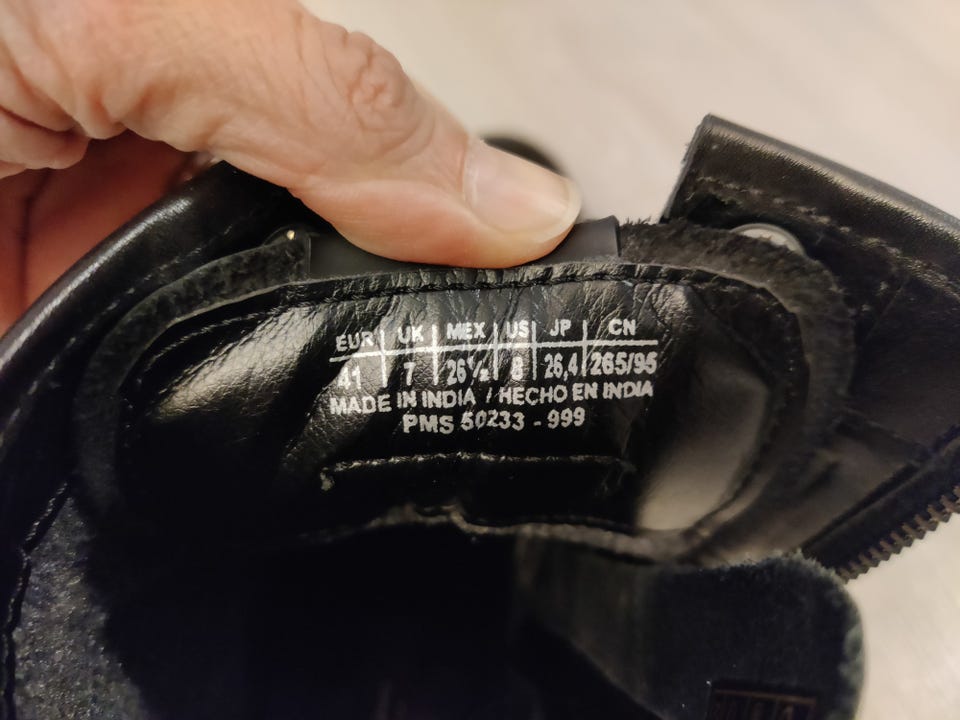 EUR UK MEX US JP CN
41 7 26½ 8 26,4 265/95
MADE IN INDIA / HECHO EN INDIA
PMS 50233 - 999